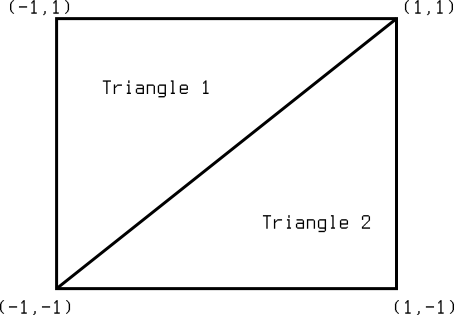 (-1,1)
(1,1)
Triangle 1
Triangle 2
(-1,-1)
(1,-1)